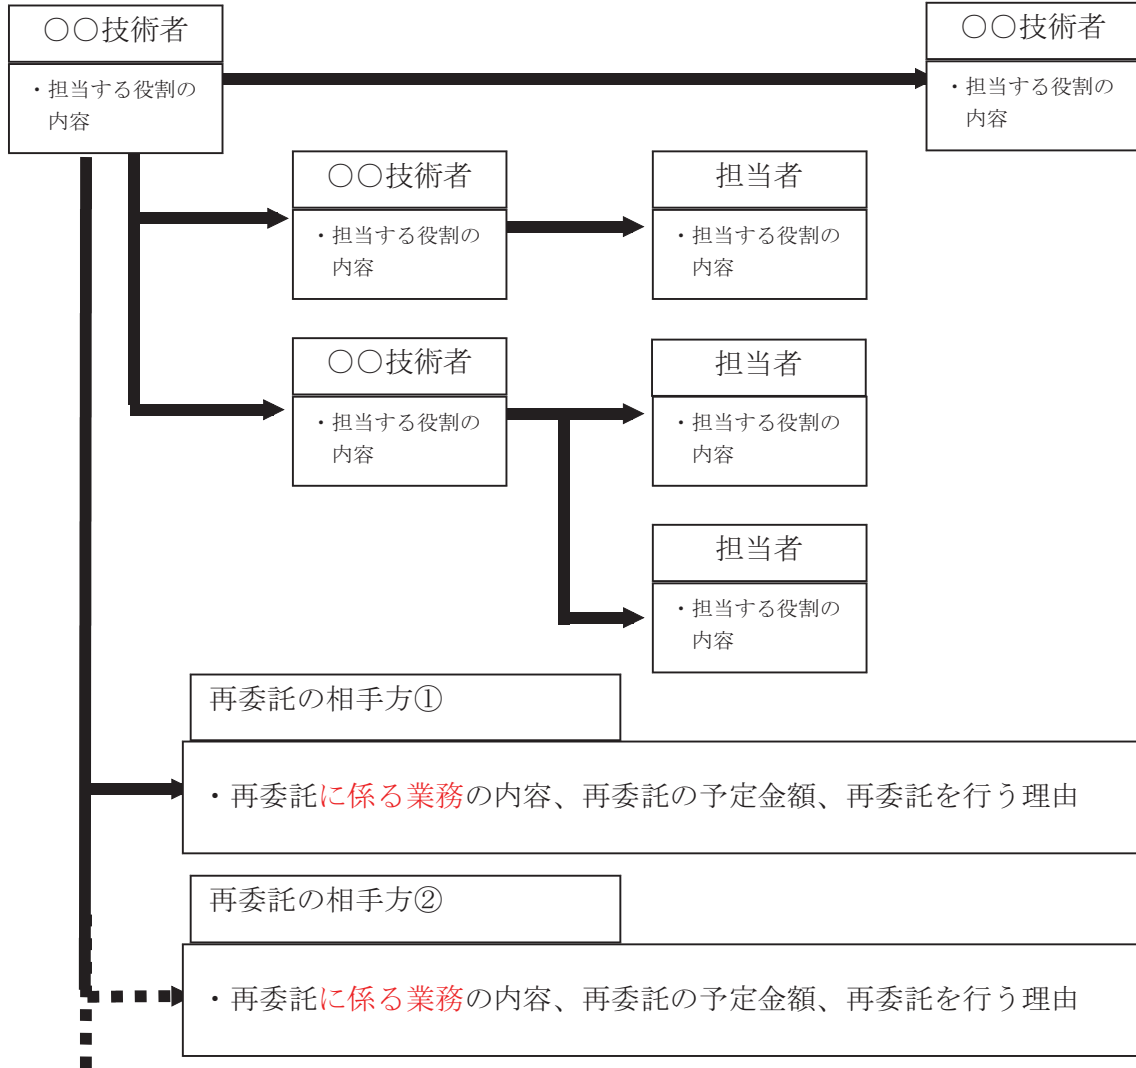 〇〇技術者
・担当する役割の
内容
〇〇技術者
・担当する役割の
内容
〇〇技術者
・担当する役割の
内容
担当者
・担当する役割の
内容
〇〇技術者
・担当する役割の
内容
担当者
・担当する役割の
内容
担当者
・担当する役割の
内容
再委託の相手方①
・再委託に係る業務の内容、再委託の予定金額、再委託を行う理由
再委託の相手方②
・再委託に係る業務の内容、再委託の予定金額、再委託を行う理由